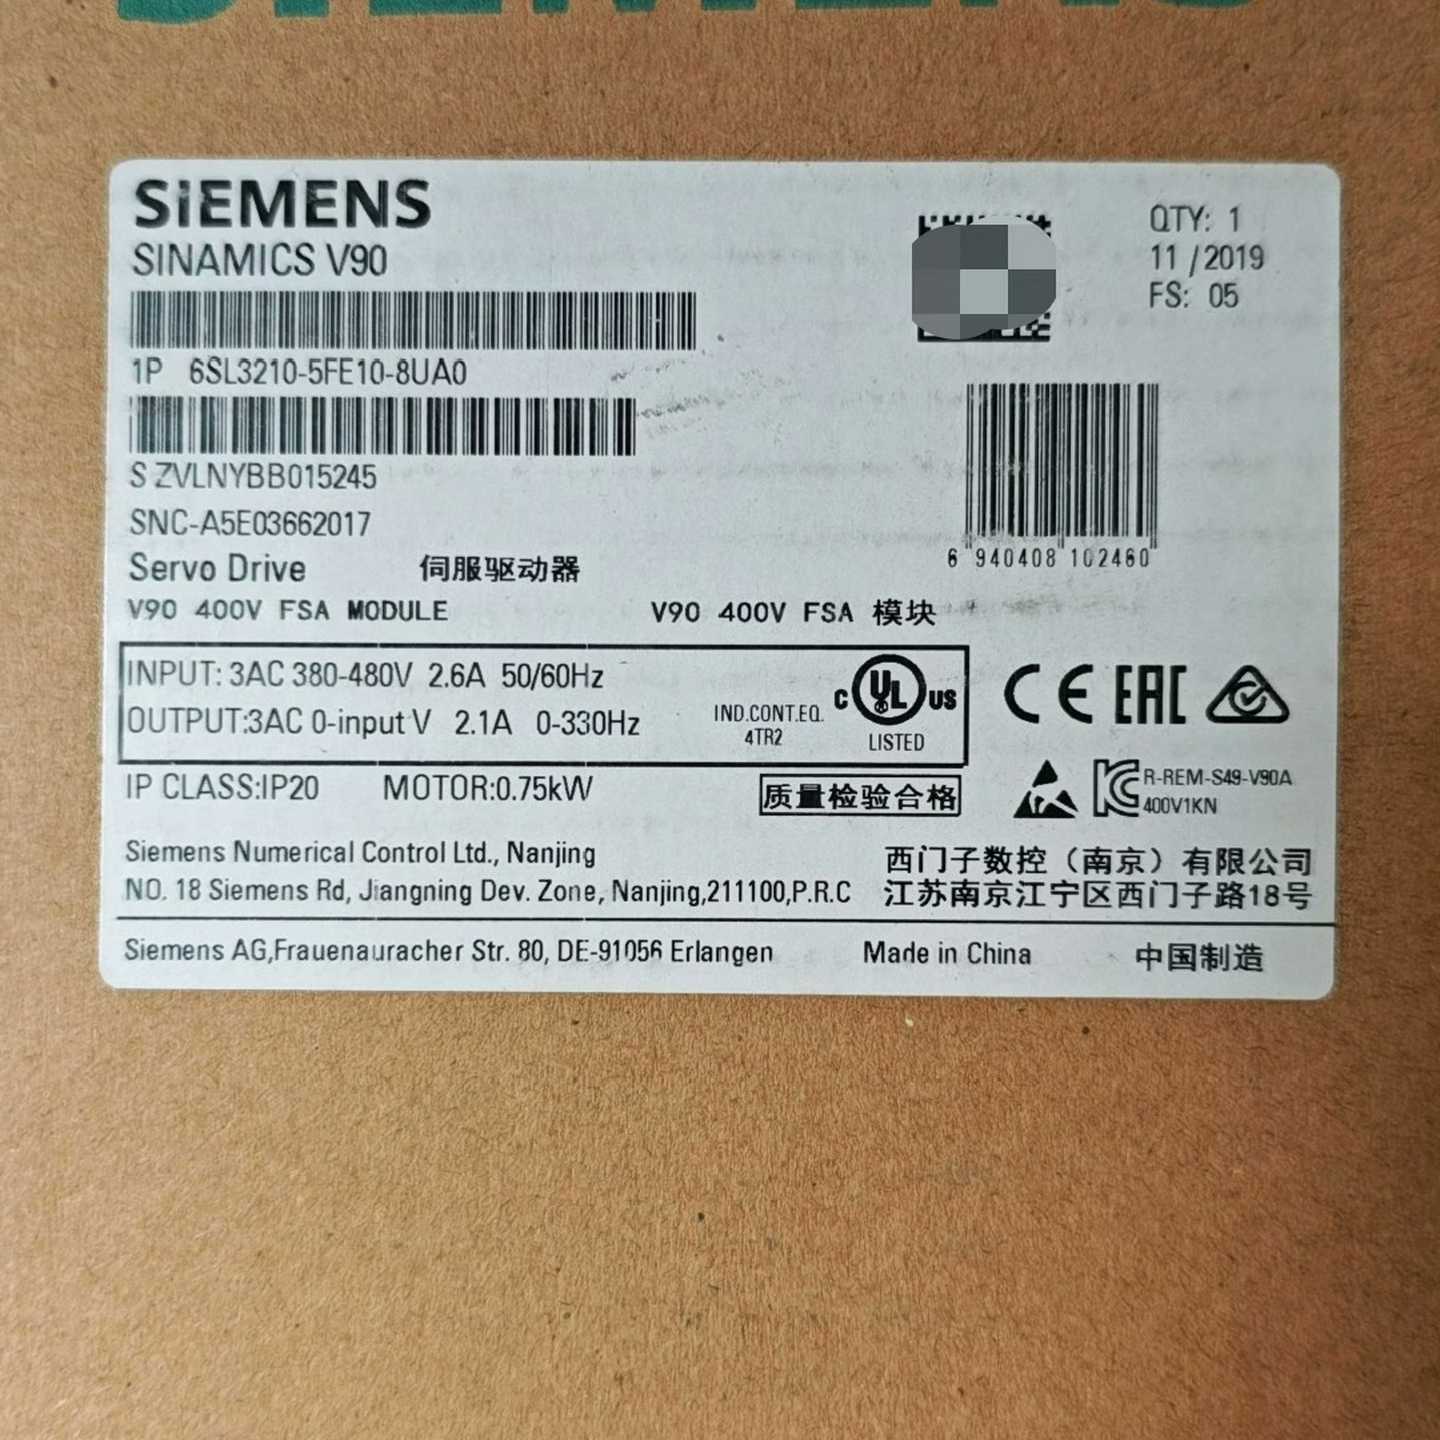 SIEMENS
SIEMENS
SINAMICS V90
QTY: 1
11 / 2019
FS: 05
1P 6SL3210-5FE10-8UA0
S ZVLNYBB015245
SNC-A5E03662017
6 940408 102460
Servo Drive 伺服驱动器
V90 400V FSA MODULE V90 400V FSA 模块
INPUT: 3AC 380-480V 2.6A 50/60Hz
OUTPUT:3AC 0-input V 2.1A 0-330Hz
IND.CONT.EQ.
4TR2
C UL US
LISTED
CE EAC
IP CLASS:IP20 MOTOR:0.75kW
质量检验合格
R-REM-S49-V90A
400V1KN
Siemens Numerical Control Ltd., Nanjing 西门子数控（南京）有限公司
NO. 18 Siemens Rd, Jiangning Dev. Zone, Nanjing,211100,P.R.C 江苏南京江宁区西门子路18号
Siemens AG,Frauenauracher Str. 80, DE-91056 Erlangen Made in China 中国制造